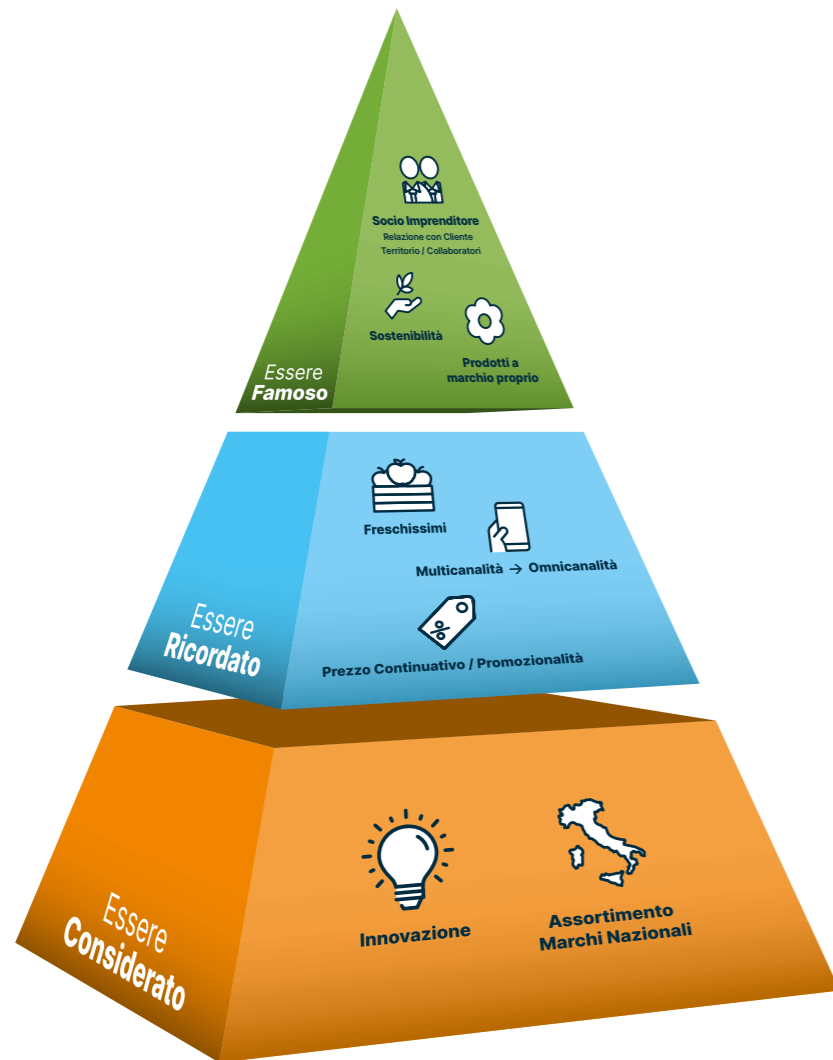 Socio Imprenditore
Relazione con Cliente
Territorio / Collaboratori
Sostenibilità
Prodotti a
marchio proprio
Essere
Famoso
Freschissimi
Multicanalità → Omnicanalità
Prezzo Continuativo / Promozionalità
Essere
Ricordato
Innovazione
Assortimento
Marchi Nazionali
Essere
Considerato